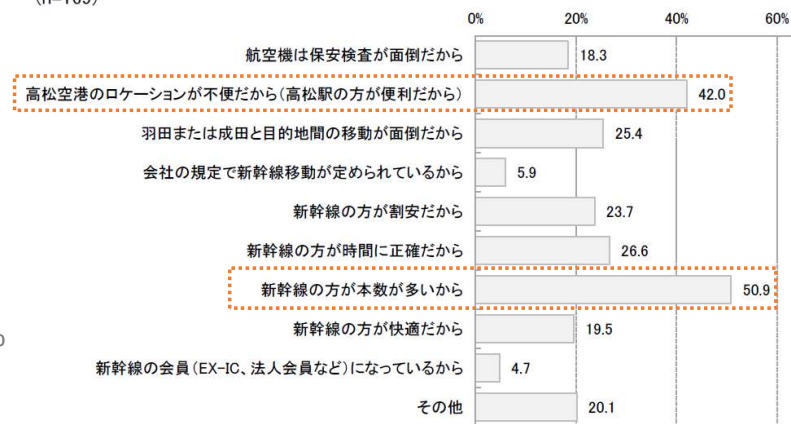 (n=169)
0% 20% 40% 60%
航空機は保安検査が面倒だから 18.3
高松空港のロケーションが不便だから(高松駅の方が便利だから) 42.0
羽田または成田と目的地間の移動が面倒だから 25.4
会社の規定で新幹線移動が定められているから 5.9
新幹線の方が割安だから 23.7
新幹線の方が時間に正確だから 26.6
新幹線の方が本数が多いから 50.9
新幹線の方が快適だから 19.5
新幹線の会員(EX-IC、法人会員など)になっているから 4.7
その他 20.1